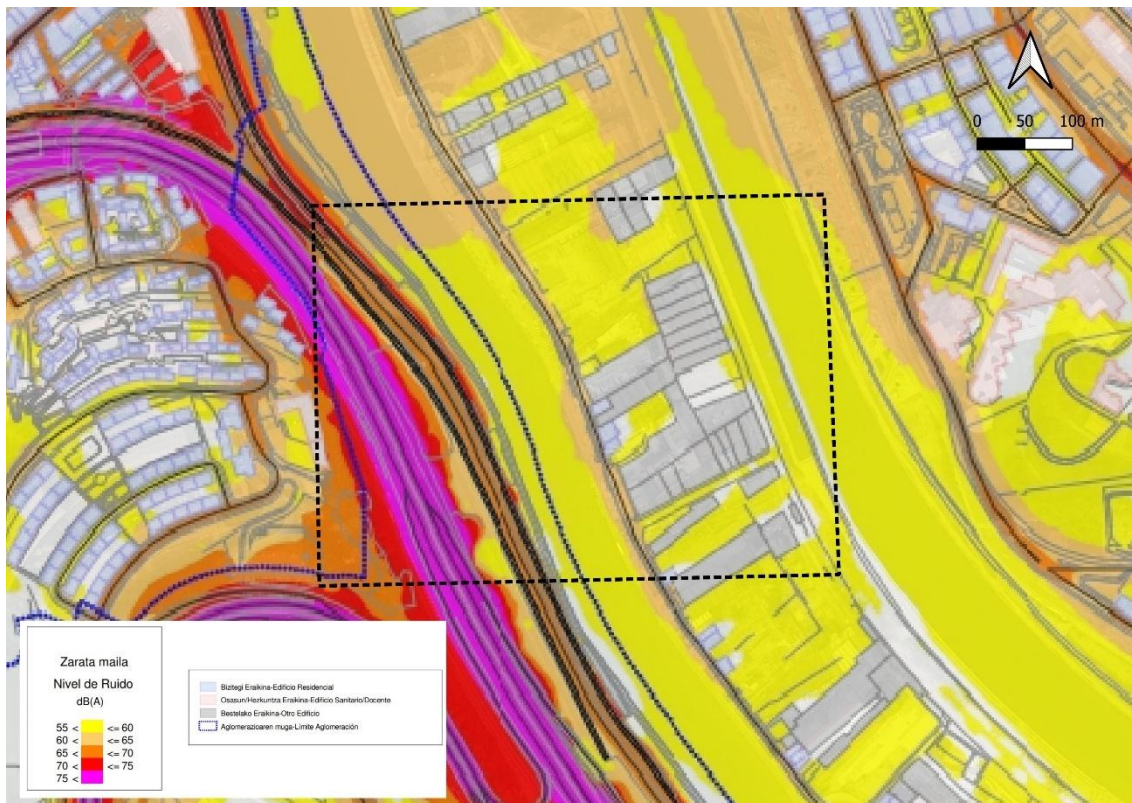 0 50 100 m
Zarata maila
Nivel de Ruido
dB(A)
55 < <= 60
60 < <= 65
65 < <= 70
70 < <= 75
75 <
Biztegi Eraikina-Edificio Residencial
Osasun/Hezkuntza Eraikina-Edificio Sanitario/Docente
Bestelako Eraikina-Otro Edificio
Aglomerazioaren muga-Límite Aglomeración